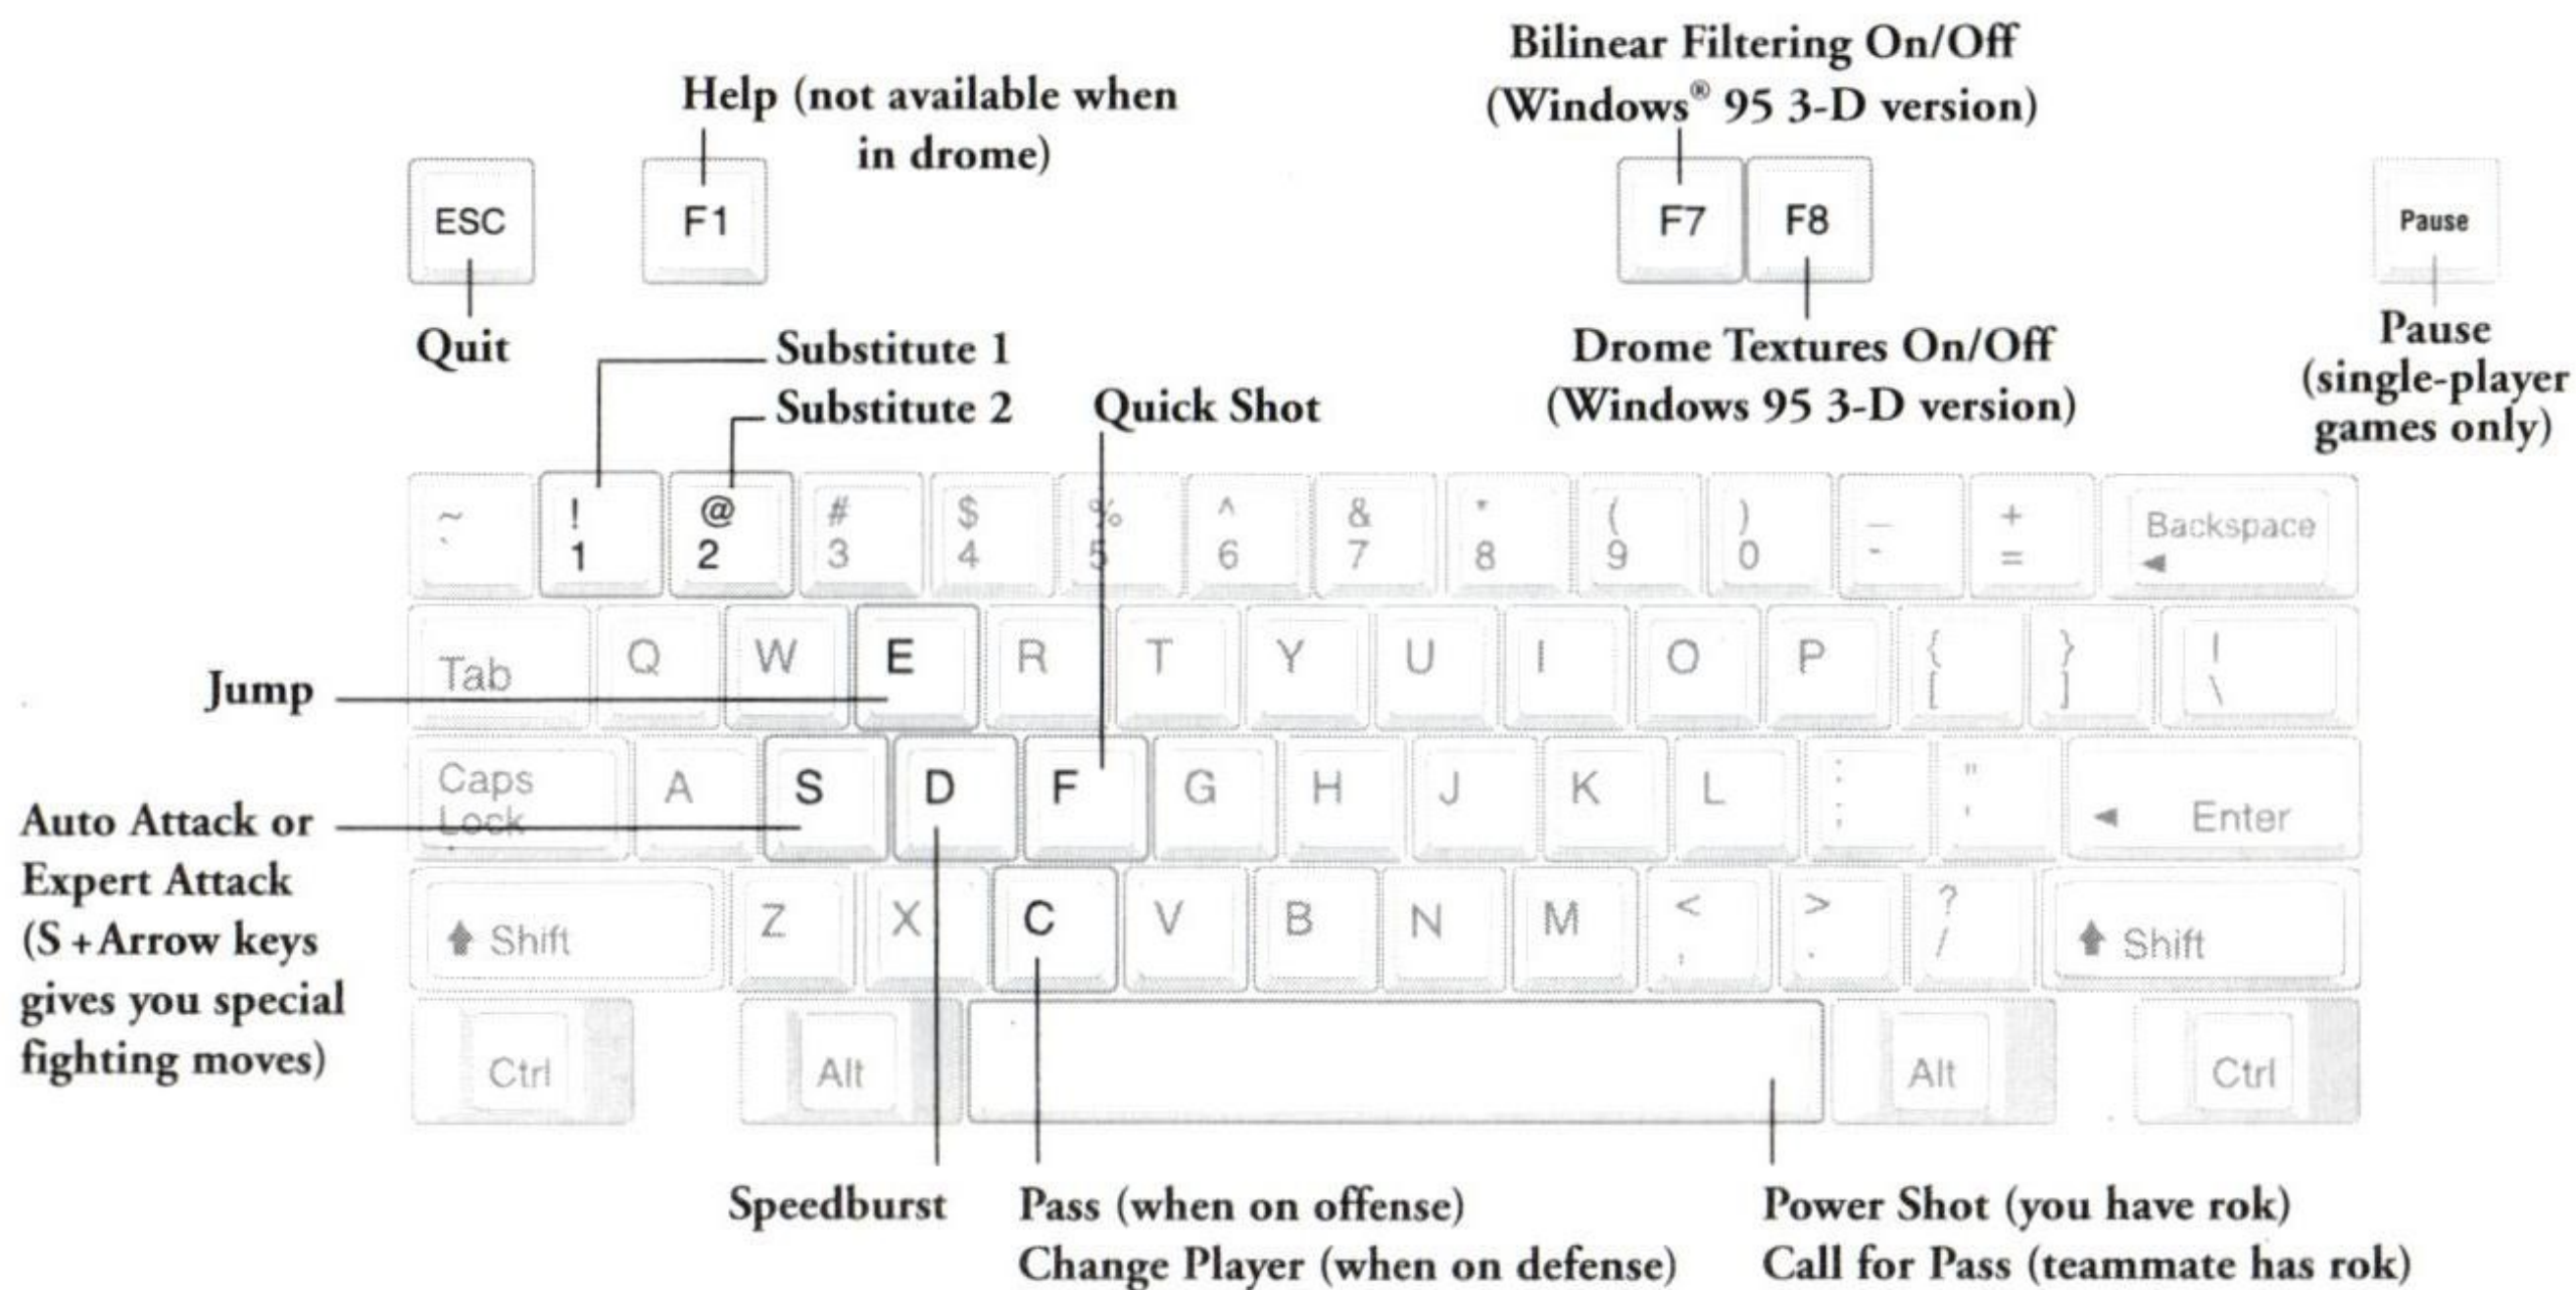 Bilinear Filtering On/Off
(Windows® 95 3-D version)
Help (not available when
in drome)
ESC
F1
F7
F8
Pause
Quit
Drome Textures On/Off
(Windows 95 3-D version)
Pause
(single-player
games only)
Substitute 1
Substitute 2
Quick Shot
~ `
! 1
@ 2
# 3
$ 4
% 5
^ 6
& 7
* 8
( 9
) 0
_ -
+ =
Backspace
Jump
Tab
Q
W
E
R
T
Y
U
I
O
P
{ [
} ]
| \
Auto Attack or
Expert Attack
(S +Arrow keys
gives you special
fighting moves)
Caps
Lock
A
S
D
F
G
H
J
K
L
: ;
" '
Enter
Shift
Z
X
C
V
B
N
M
< ,
> .
? /
Shift
Ctrl
Alt
Alt
Ctrl
Speedburst
Pass (when on offense)
Change Player (when on defense)
Power Shot (you have rok)
Call for Pass (teammate has rok)